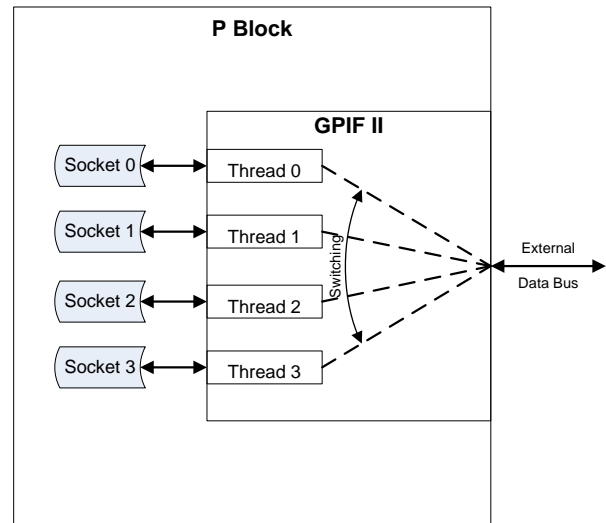 P Block
GPIF II
Socket 0
Thread 0
Socket 1
Thread 1
Switching
External
Data Bus
Socket 2
Thread 2
Socket 3
Thread 3